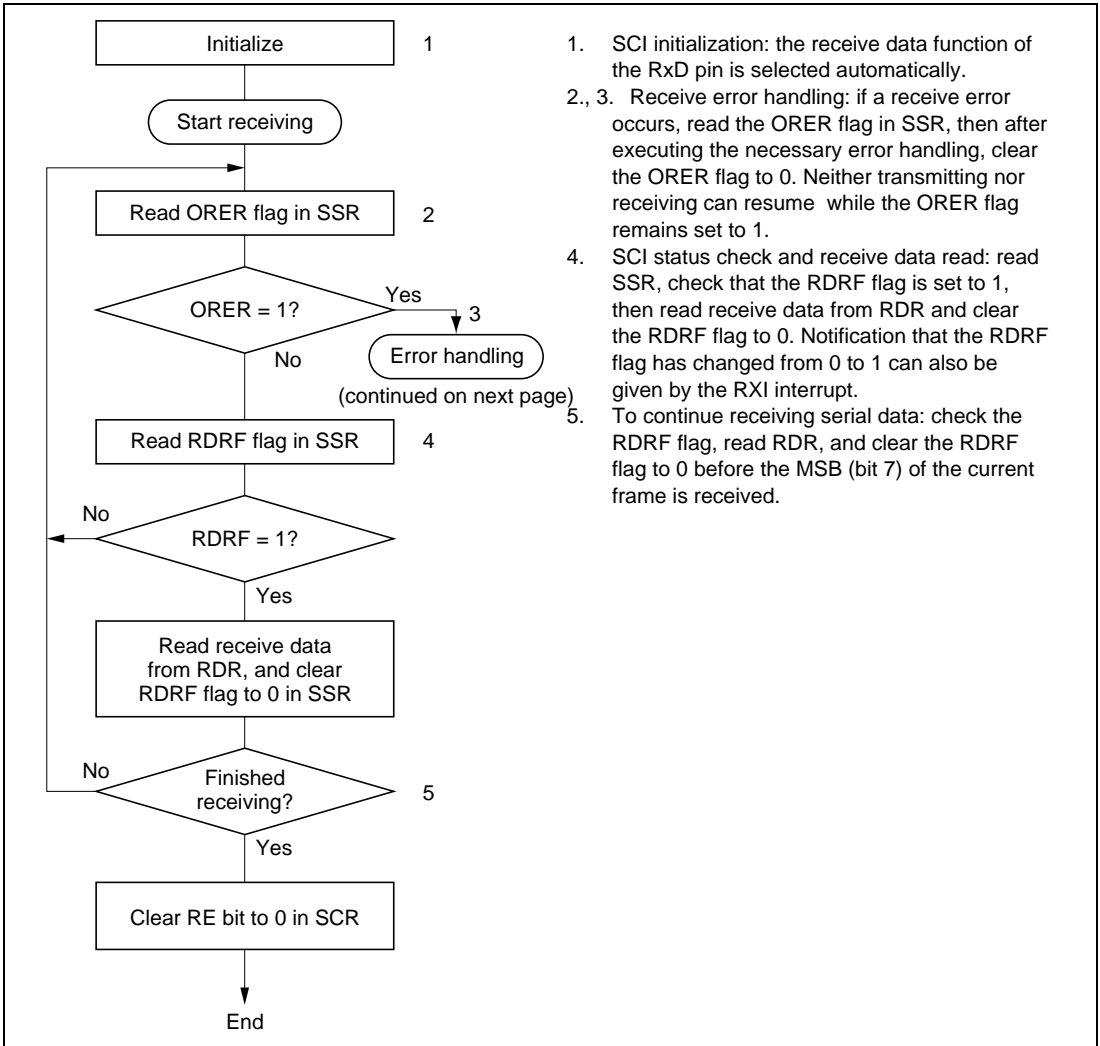 Initialize
1
Start receiving
Read ORER flag in SSR
2
ORER = 1?
Yes
3
No
Error handling
(continued on next page)
Read RDRF flag in SSR
4
No
RDRF = 1?
Yes
Read receive data
from RDR, and clear
RDRF flag to 0 in SSR
No
Finished
receiving?
5
Yes
Clear RE bit to 0 in SCR
End
1. SCI initialization: the receive data function of
the RxD pin is selected automatically.
2., 3. Receive error handling: if a receive error
occurs, read the ORER flag in SSR, then after
executing the necessary error handling, clear
the ORER flag to 0. Neither transmitting nor
receiving can resume while the ORER flag
remains set to 1.
4. SCI status check and receive data read: read
SSR, check that the RDRF flag is set to 1,
then read receive data from RDR and clear
the RDRF flag to 0. Notification that the RDRF
flag has changed from 0 to 1 can also be
given by the RXI interrupt.
5. To continue receiving serial data: check the
RDRF flag, read RDR, and clear the RDRF
flag to 0 before the MSB (bit 7) of the current
frame is received.